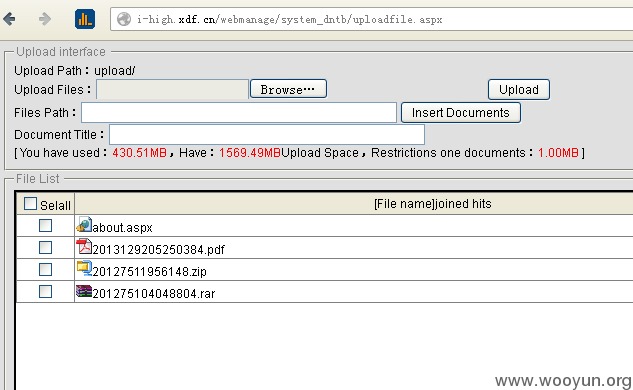 i-high.xdf.cn/webmanage/system_dntb/uploadfile.aspx
Upload interface
Upload Path：upload/
Upload Files： Browse… Upload
Files Path： Insert Documents
Document Title：
[You have used：430.51MB，Have：1569.49MBUpload Space，Restrictions one documents：1.00MB]
File List
Selall [File name]joined hits
about.aspx
2013129205250384.pdf
20127511956148.zip
201275104048804.rar
www.wooyun.org